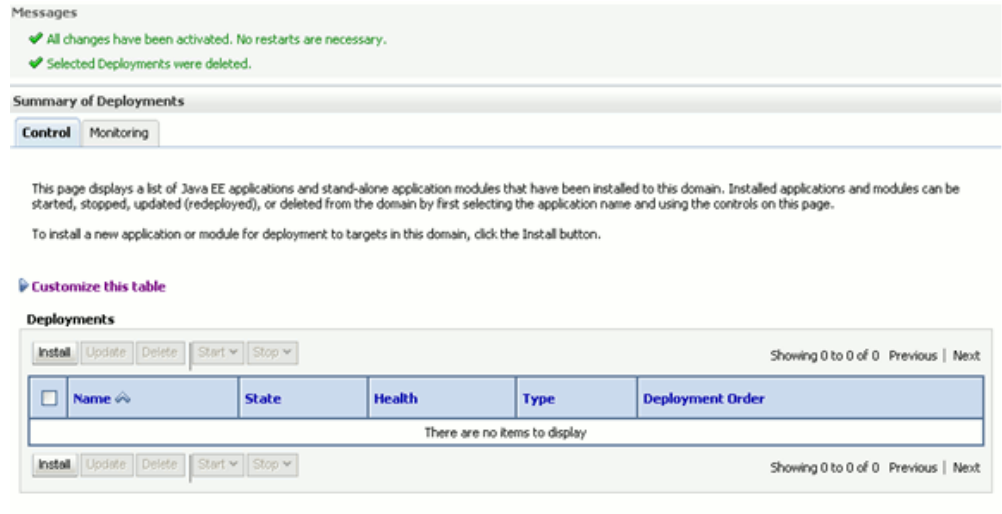 Messages
All changes have been activated. No restarts are necessary.
Selected Deployments were deleted.
Summary of Deployments
Control Monitoring
This page displays a list of Java EE applications and stand-alone application modules that have been installed to this domain. Installed applications and modules can be
started, stopped, updated (redeployed), or deleted from the domain by first selecting the application name and using the controls on this page.
To install a new application or module for deployment to targets in this domain, click the Install button.
Customize this table
Deployments
Install Update Delete Start Stop Showing 0 to 0 of 0 Previous | Next
Name State Health Type Deployment Order
There are no items to display
Install Update Delete Start Stop Showing 0 to 0 of 0 Previous | Next